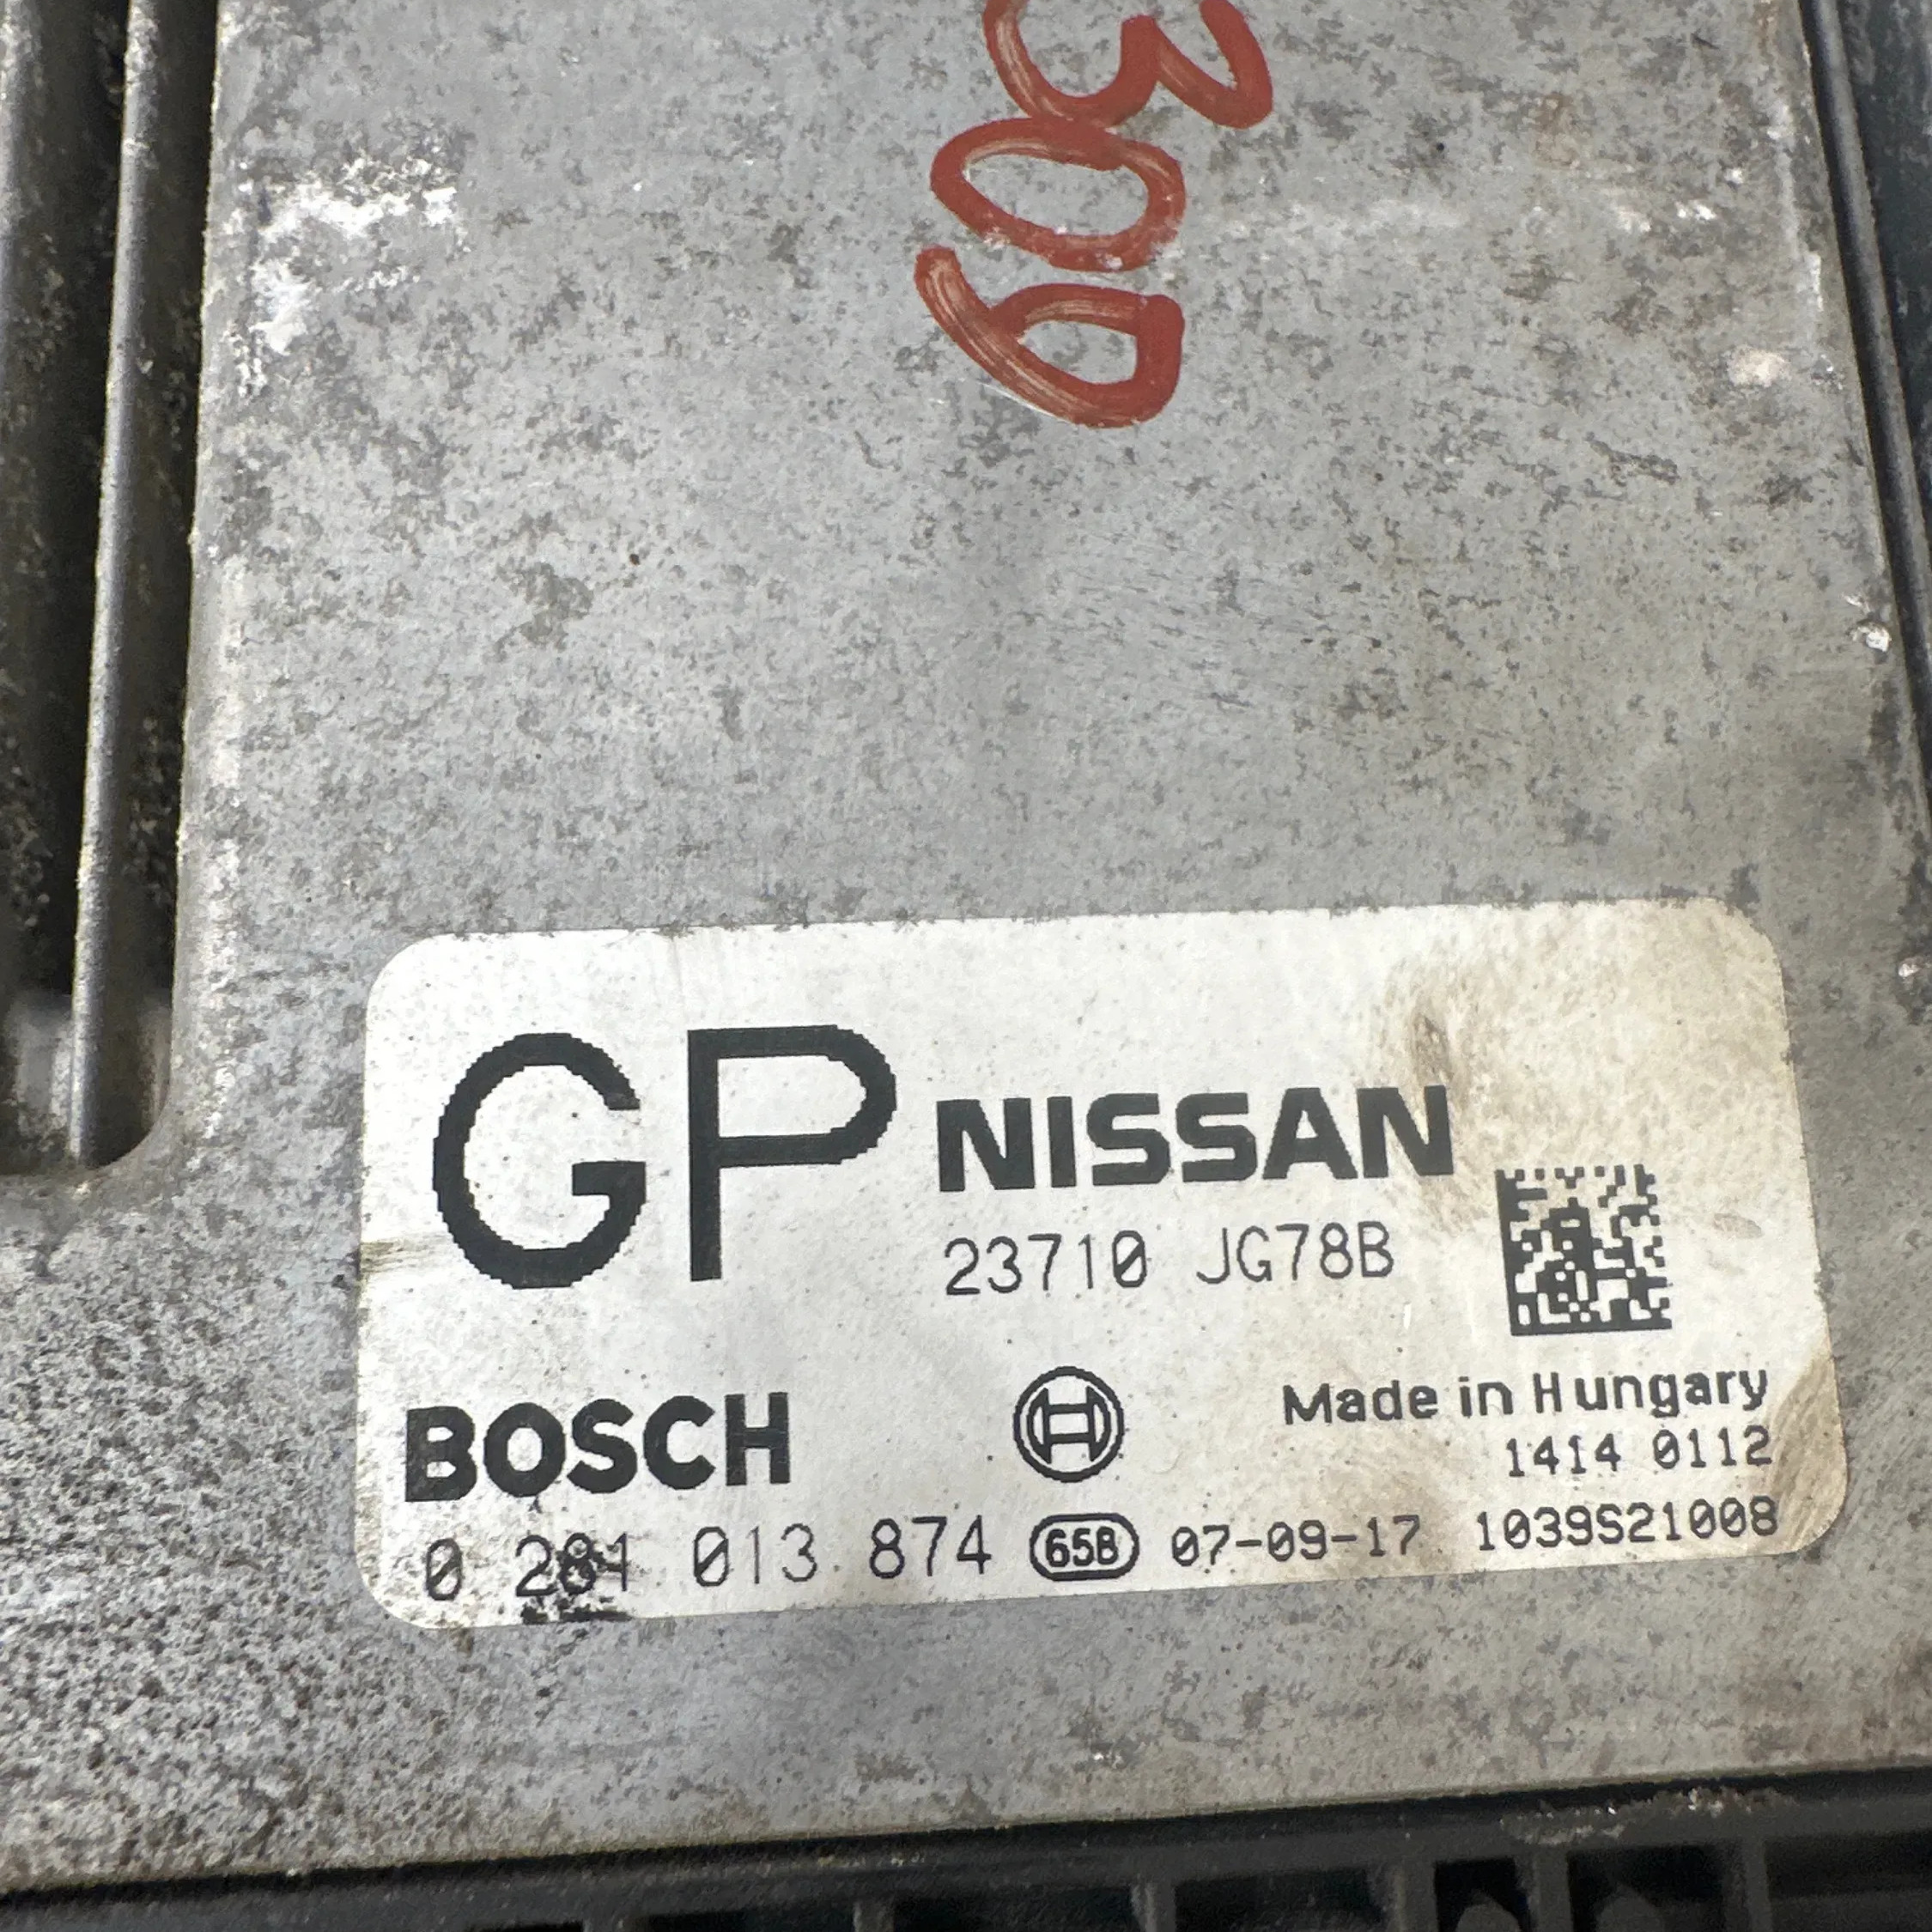 300
GP NISSAN
23710 JG78B
BOSCH Made in Hungary
1414 0112
0 281 013 874 65B 07-09-17 1039S21008